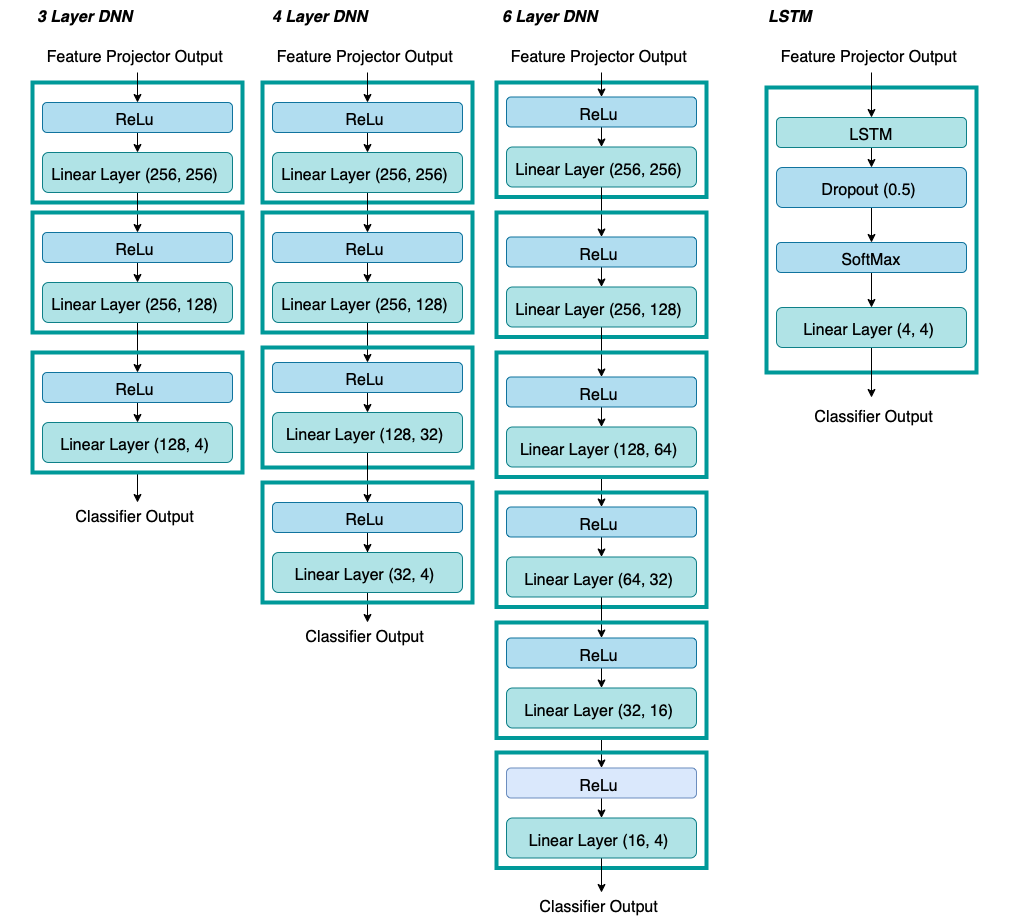 3 Layer DNN
Feature Projector Output
ReLu
Linear Layer (256, 256)
ReLu
Linear Layer (256, 128)
ReLu
Linear Layer (128, 4)
Classifier Output
4 Layer DNN
Feature Projector Output
ReLu
Linear Layer (256, 256)
ReLu
Linear Layer (256, 128)
ReLu
Linear Layer (128, 32)
ReLu
Linear Layer (32, 4)
Classifier Output
6 Layer DNN
Feature Projector Output
ReLu
Linear Layer (256, 256)
ReLu
Linear Layer (256, 128)
ReLu
Linear Layer (128, 64)
ReLu
Linear Layer (64, 32)
ReLu
Linear Layer (32, 16)
ReLu
Linear Layer (16, 4)
Classifier Output
LSTM
Feature Projector Output
LSTM
Dropout (0.5)
SoftMax
Linear Layer (4, 4)
Classifier Output